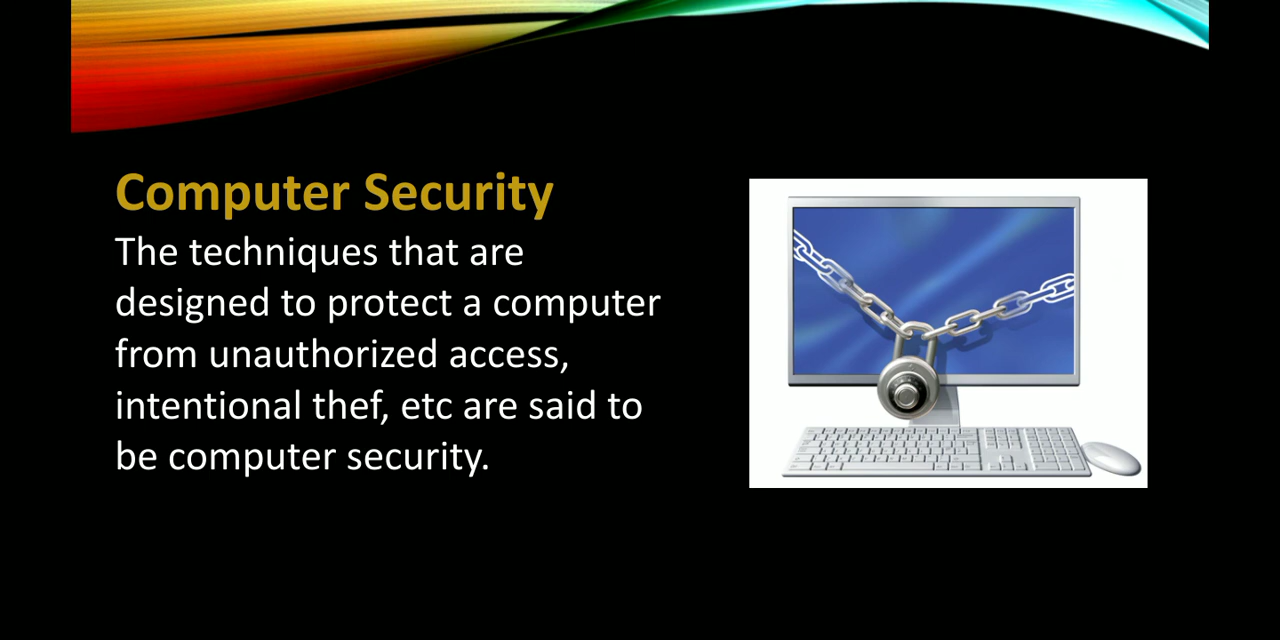 Computer Security
The techniques that are
designed to protect a computer
from unauthorized access,
intentional thef, etc are said to
be computer security.